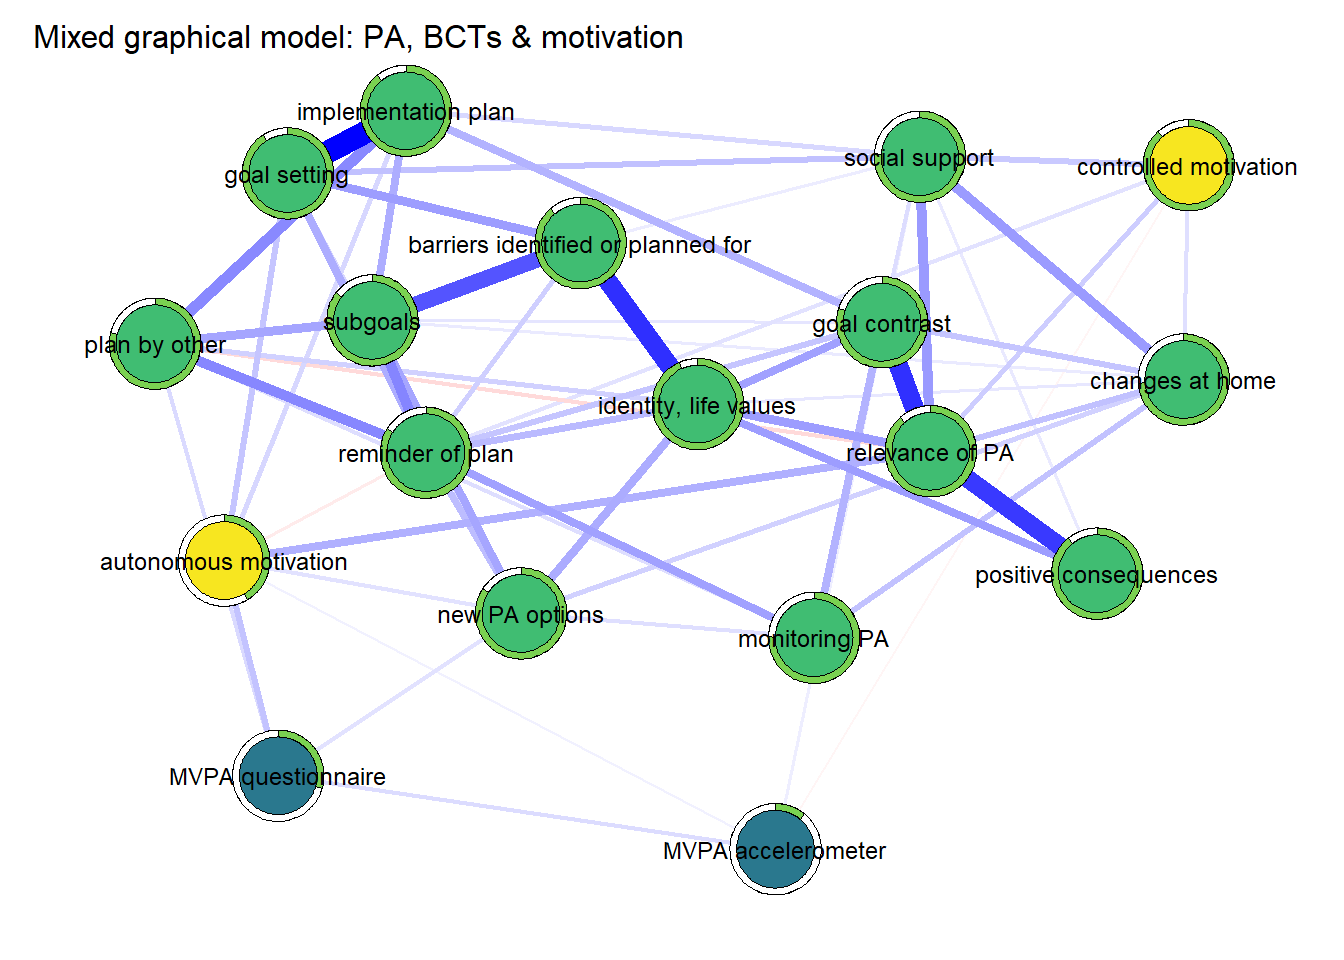 Mixed graphical model: PA, BCTs & motivation
implementation plan
goal setting
social support
controlled motivation
barriers identified or planned for
subgoals
goal contrast
plan by other
changes at home
identity, life values
reminder of plan
relevance of PA
autonomous motivation
positive consequences
new PA options
monitoring PA
MVPA questionnaire
MVPA accelerometer